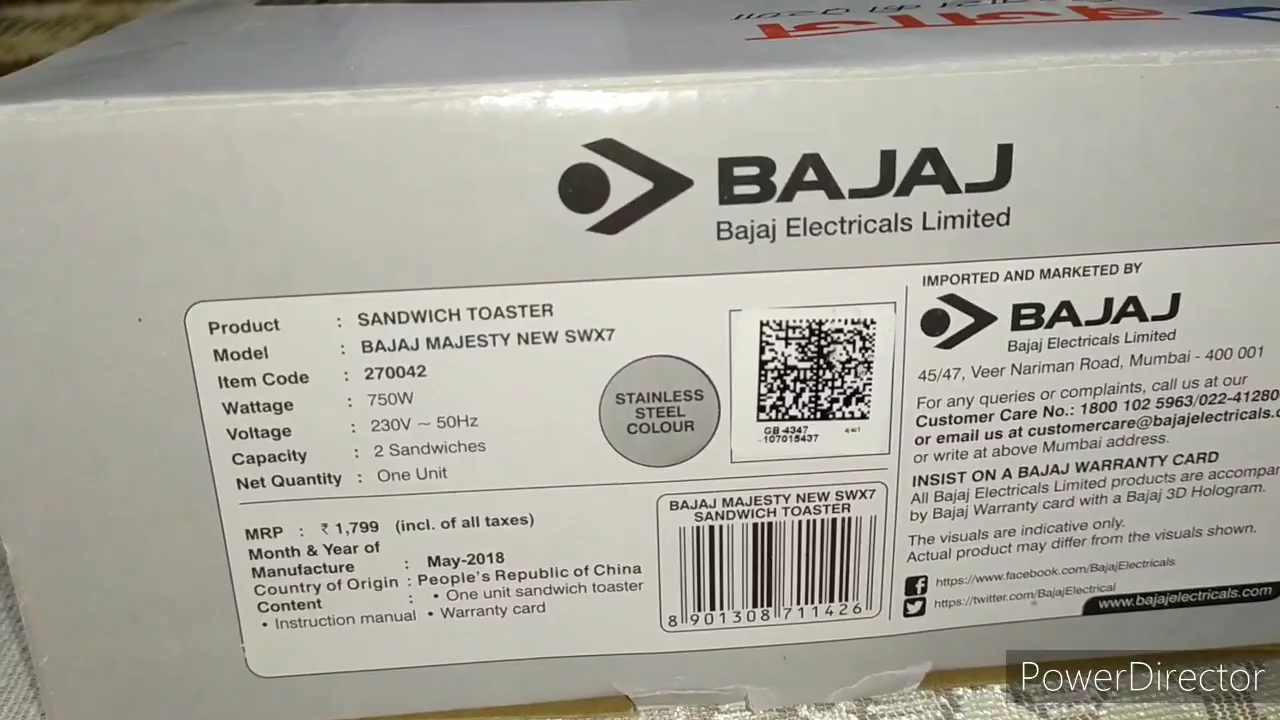 BAJAJ
Bajaj Electricals Limited
Product : SANDWICH TOASTER
Model : BAJAJ MAJESTY NEW SWX7
Item Code : 270042
Wattage : 750W
Voltage : 230V ~ 50Hz
Capacity : 2 Sandwiches
Net Quantity : One Unit
STAINLESS
STEEL
COLOUR
GB-4347
-107015437
MRP : ₹ 1,799 (incl. of all taxes)
Month & Year of
Manufacture : May-2018
Country of Origin : People's Republic of China
Content : • One unit sandwich toaster
• Instruction manual • Warranty card
BAJAJ MAJESTY NEW SWX7
SANDWICH TOASTER
8 901308 711426
IMPORTED AND MARKETED BY
BAJAJ
Bajaj Electricals Limited
45/47, Veer Nariman Road, Mumbai - 400 001
For any queries or complaints, call us at our
Customer Care No.: 1800 102 5963/022-41280
or email us at customercare@bajajelectricals.c
or write at above Mumbai address.
INSIST ON A BAJAJ WARRANTY CARD
All Bajaj Electricals Limited products are accompan
by Bajaj Warranty card with a Bajaj 3D Hologram.
The visuals are indicative only.
Actual product may differ from the visuals shown.
https://www.facebook.com/BajajElectricals
https://twitter.com/BajajElectrical
www.bajajelectricals.com
PowerDirector